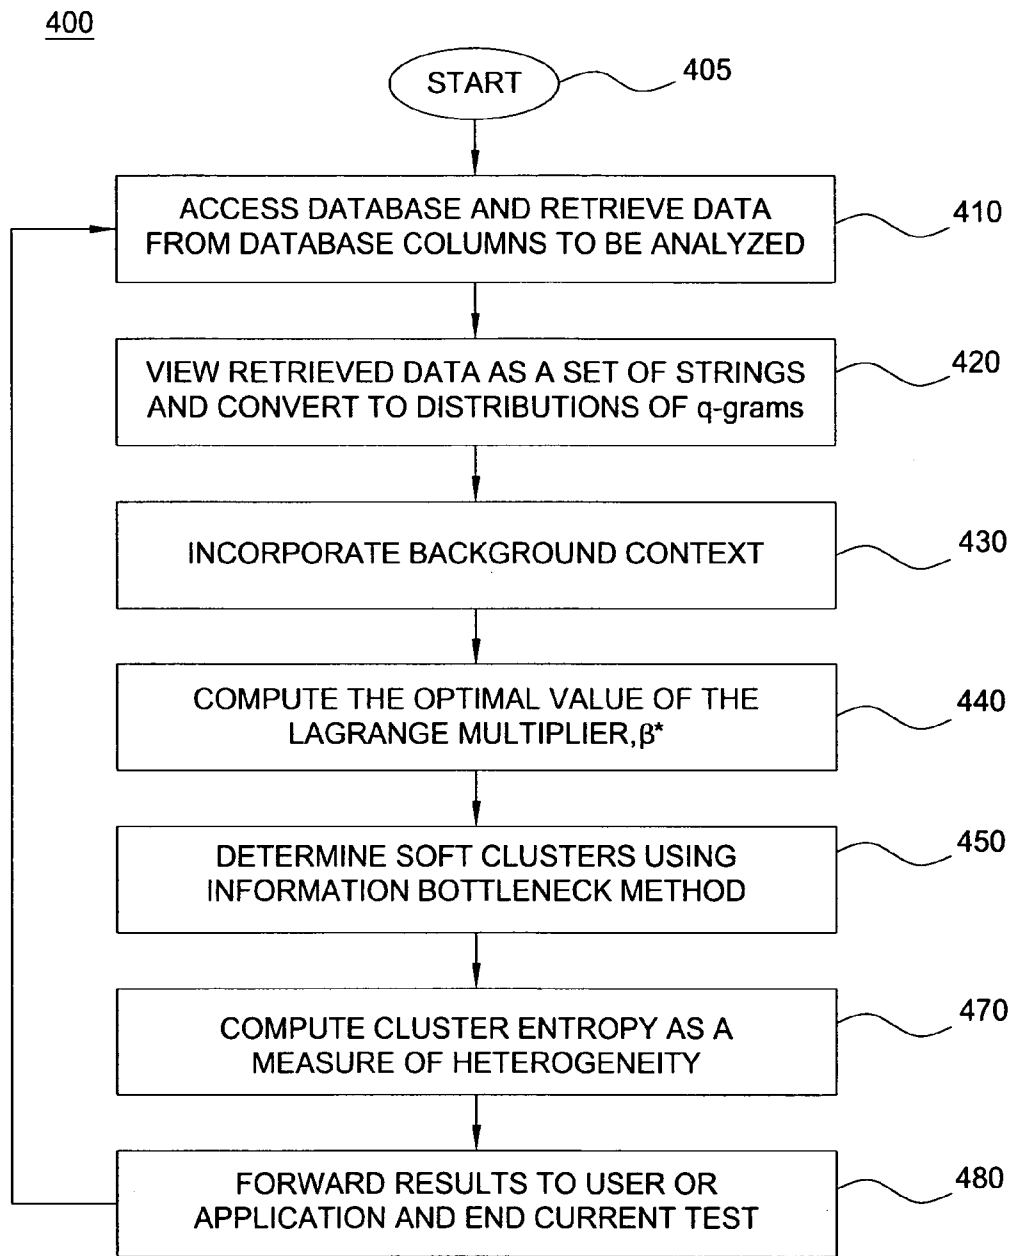 400
START
405
ACCESS DATABASE AND RETRIEVE DATA
FROM DATABASE COLUMNS TO BE ANALYZED
410
VIEW RETRIEVED DATA AS A SET OF STRINGS
AND CONVERT TO DISTRIBUTIONS OF q-grams
420
INCORPORATE BACKGROUND CONTEXT
430
COMPUTE THE OPTIMAL VALUE OF THE
LAGRANGE MULTIPLIER,β*
440
DETERMINE SOFT CLUSTERS USING
INFORMATION BOTTLENECK METHOD
450
COMPUTE CLUSTER ENTROPY AS A
MEASURE OF HETEROGENEITY
470
FORWARD RESULTS TO USER OR
APPLICATION AND END CURRENT TEST
480